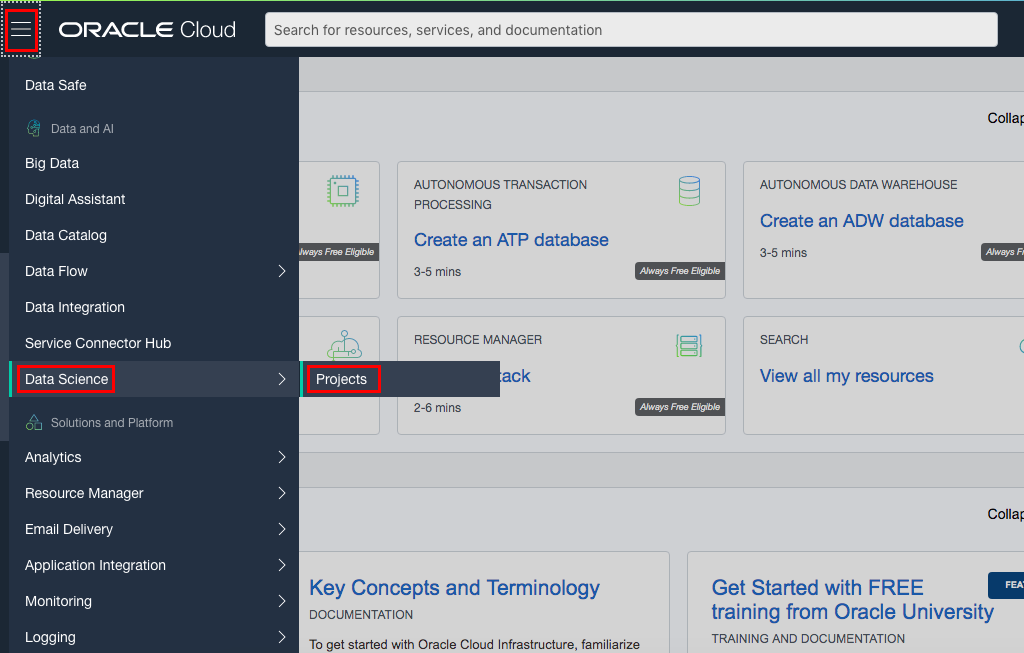 ORACLE Cloud
Search for resources, services, and documentation
Data Safe
Data and AI
Big Data
Digital Assistant
Data Catalog
Data Flow
Data Integration
Service Connector Hub
Data Science
Projects
Solutions and Platform
Analytics
Resource Manager
Email Delivery
Application Integration
Monitoring
Logging
Collap
Always Free Eligible
AUTONOMOUS TRANSACTION
PROCESSING
Create an ATP database
3-5 mins
Always Free Eligible
AUTONOMOUS DATA WAREHOUSE
Create an ADW database
3-5 mins
Always Fr
RESOURCE MANAGER
tack
2-6 mins
Always Free Eligible
SEARCH
View all my resources
Collap
Key Concepts and Terminology
DOCUMENTATION
To get started with Oracle Cloud Infrastructure, familiarize
Get Started with FREE
training from Oracle University
TRAINING AND DOCUMENTATION
FEA